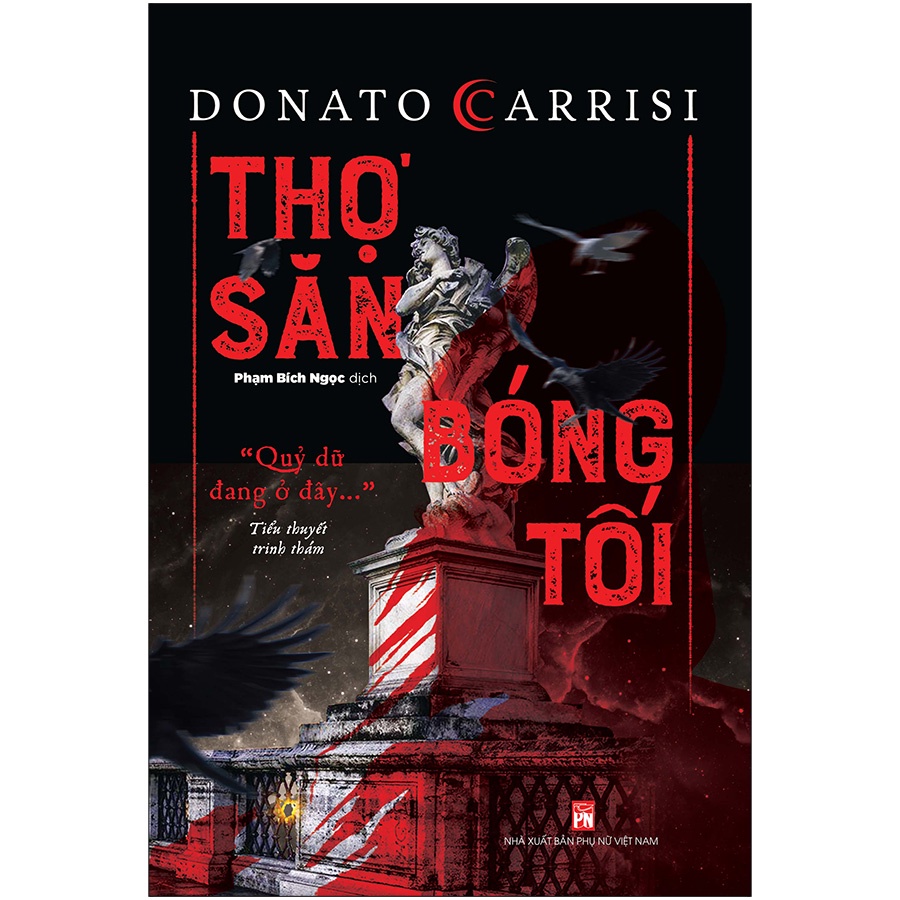 DONATO CARRISI
THỢ
SĂN
Phạm Bích Ngọc dịch
BÓNG
TỐI
“Quỷ dữ
đang ở đây...”
Tiểu thuyết
trinh thám
PN
NHÀ XUẤT BẢN PHỤ NỮ VIỆT NAM